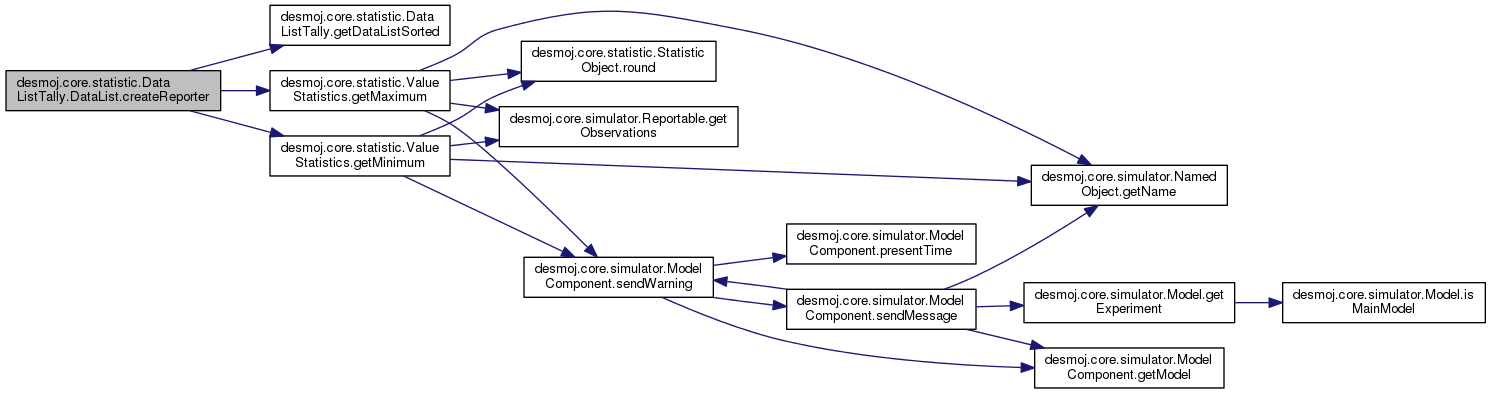 desmoj.core.statistic.Data
ListTally.getDataListSorted
desmoj.core.statistic.Statistic
Object.round
desmoj.core.statistic.Data
ListTally.DataList.createReporter
desmoj.core.statistic.Value
Statistics.getMaximum
desmoj.core.simulator.Reportable.get
Observations
desmoj.core.statistic.Value
Statistics.getMinimum
desmoj.core.simulator.Named
Object.getName
desmoj.core.simulator.Model
Component.presentTime
desmoj.core.simulator.Model
Component.sendWarning
desmoj.core.simulator.Model
Component.sendMessage
desmoj.core.simulator.Model.get
Experiment
desmoj.core.simulator.Model.is
MainModel
desmoj.core.simulator.Model
Component.getModel